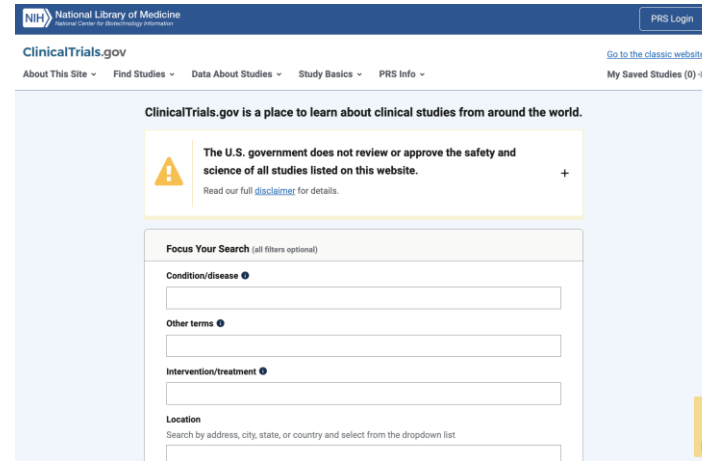 NIH National Library of Medicine
National Center for Biotechnology Information
PRS Login
ClinicalTrials.gov
Go to the classic website
About This Site Find Studies Data About Studies Study Basics PRS Info My Saved Studies (0)
ClinicalTrials.gov is a place to learn about clinical studies from around the world.
The U.S. government does not review or approve the safety and
science of all studies listed on this website.
+
Read our full disclaimer for details.
Focus Your Search (all filters optional)
Condition/disease
Other terms
Intervention/treatment
Location
Search by address, city, state, or country and select from the dropdown list